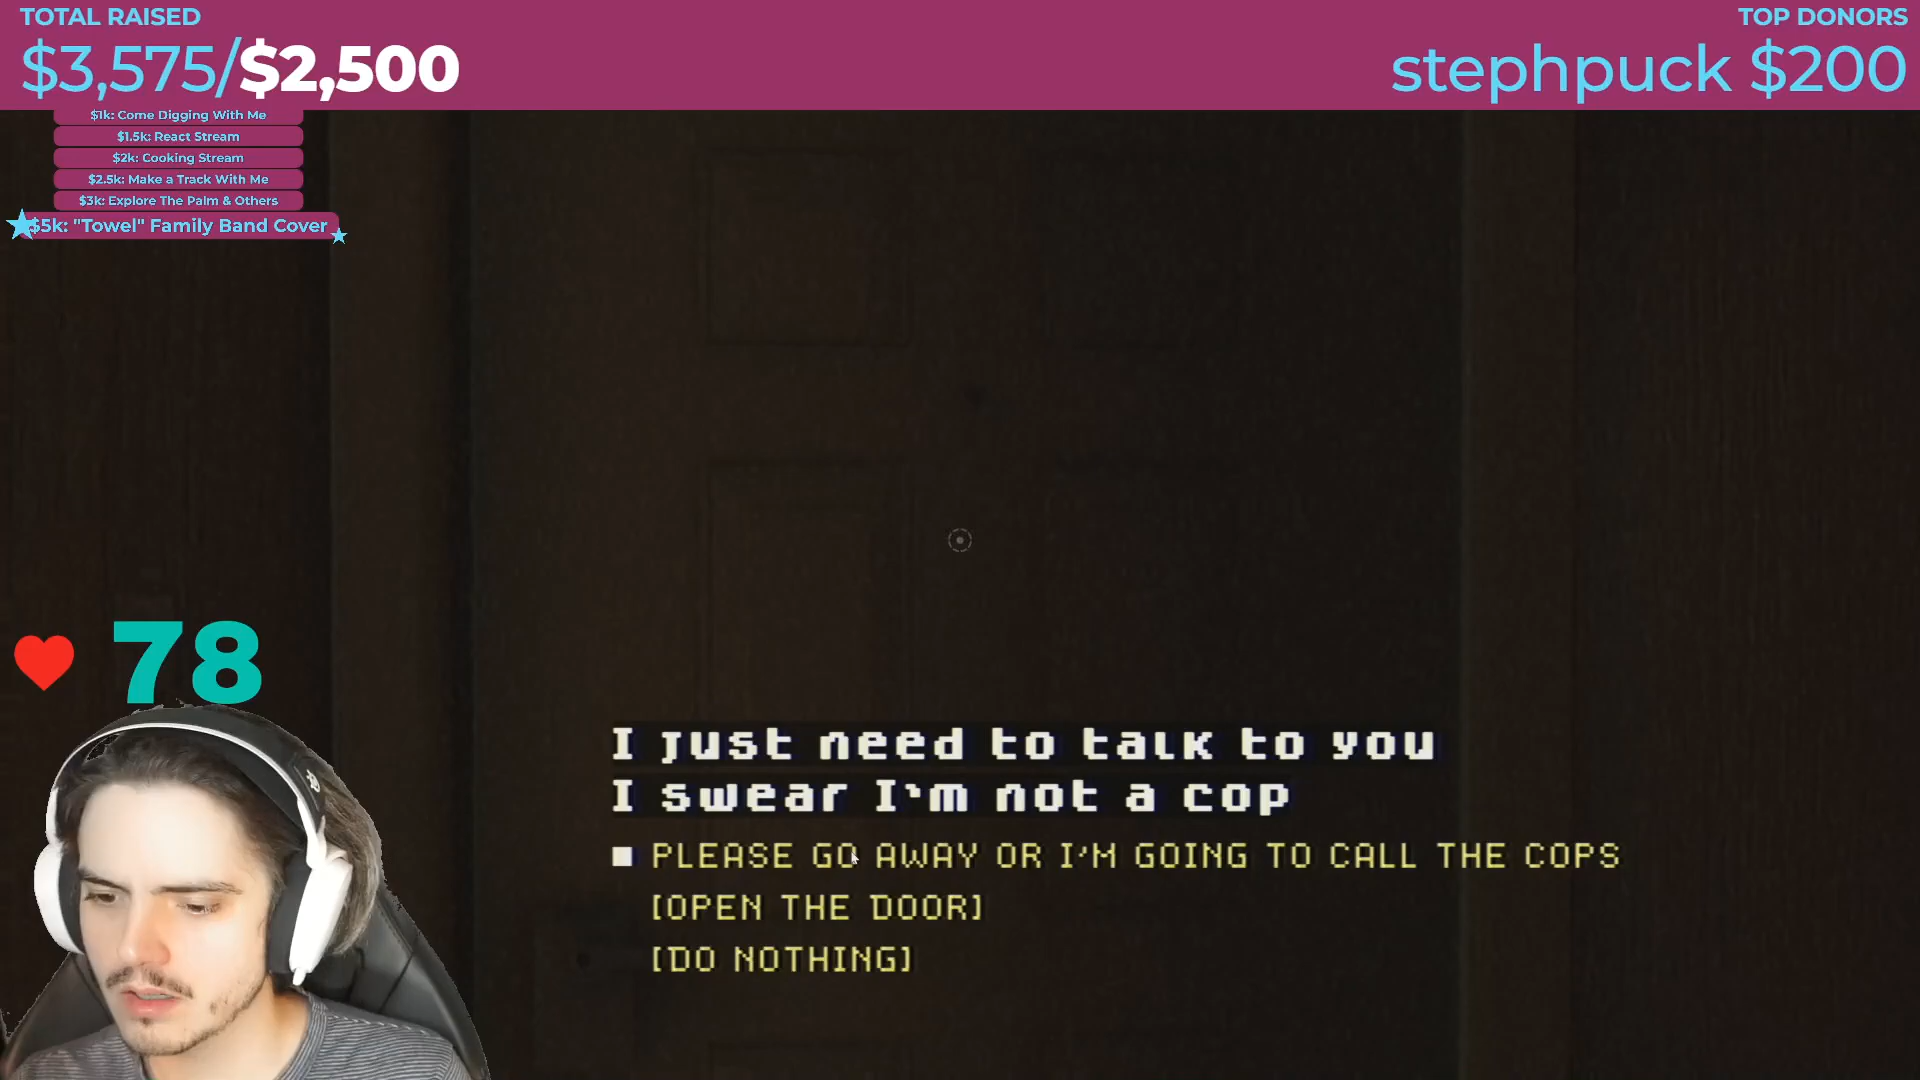 TOTAL RAISED
$3,575/$2,500
TOP DONORS
stephpuck $200
$1k: Come Digging With Me
$1.5k: React Stream
$2k: Cooking Stream
$2.5k: Make a Track With Me
$3k: Explore The Palm & Others
$5k: "Towel" Family Band Cover
78
I just need to talk to you
I swear I'm not a cop
PLEASE GO AWAY OR I'M GOING TO CALL THE COPS
[OPEN THE DOOR]
[DO NOTHING]